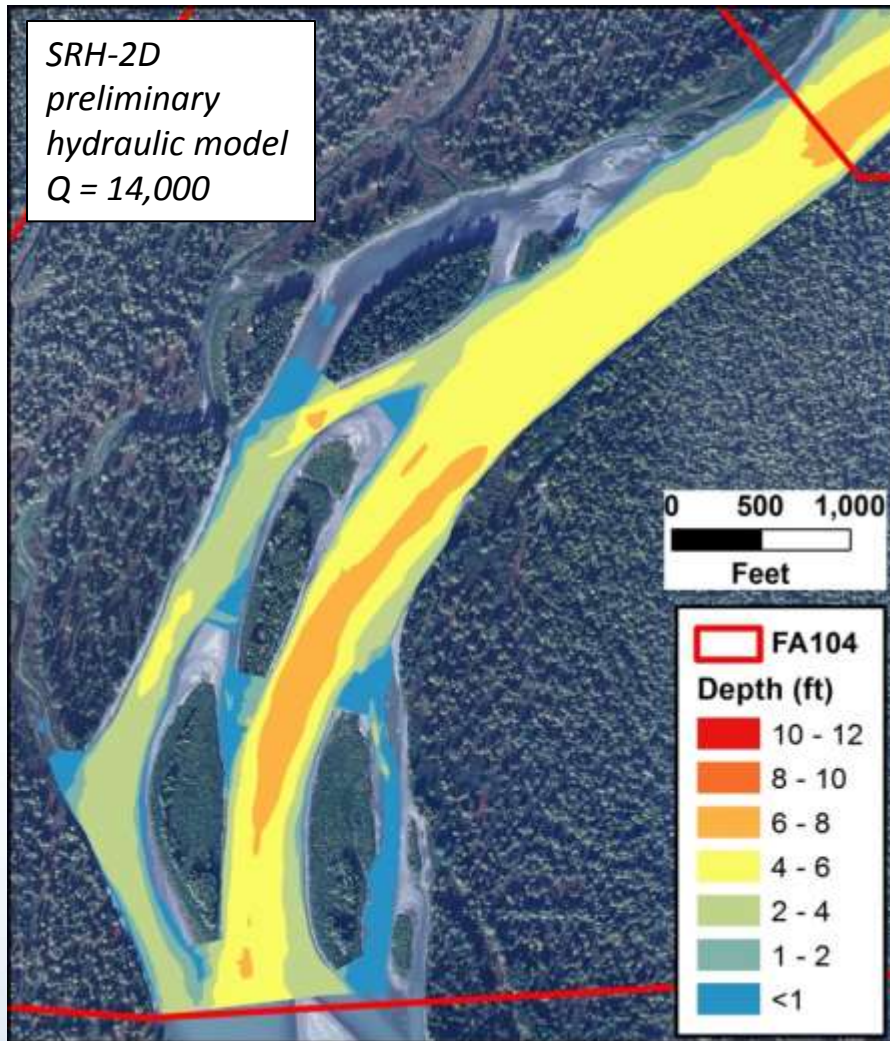 SRH-2D
preliminary
hydraulic model
Q = 14,000
0 500 1,000
Feet
FA104
Depth (ft)
10 - 12
8 - 10
6 - 8
4 - 6
2 - 4
1 - 2
<1